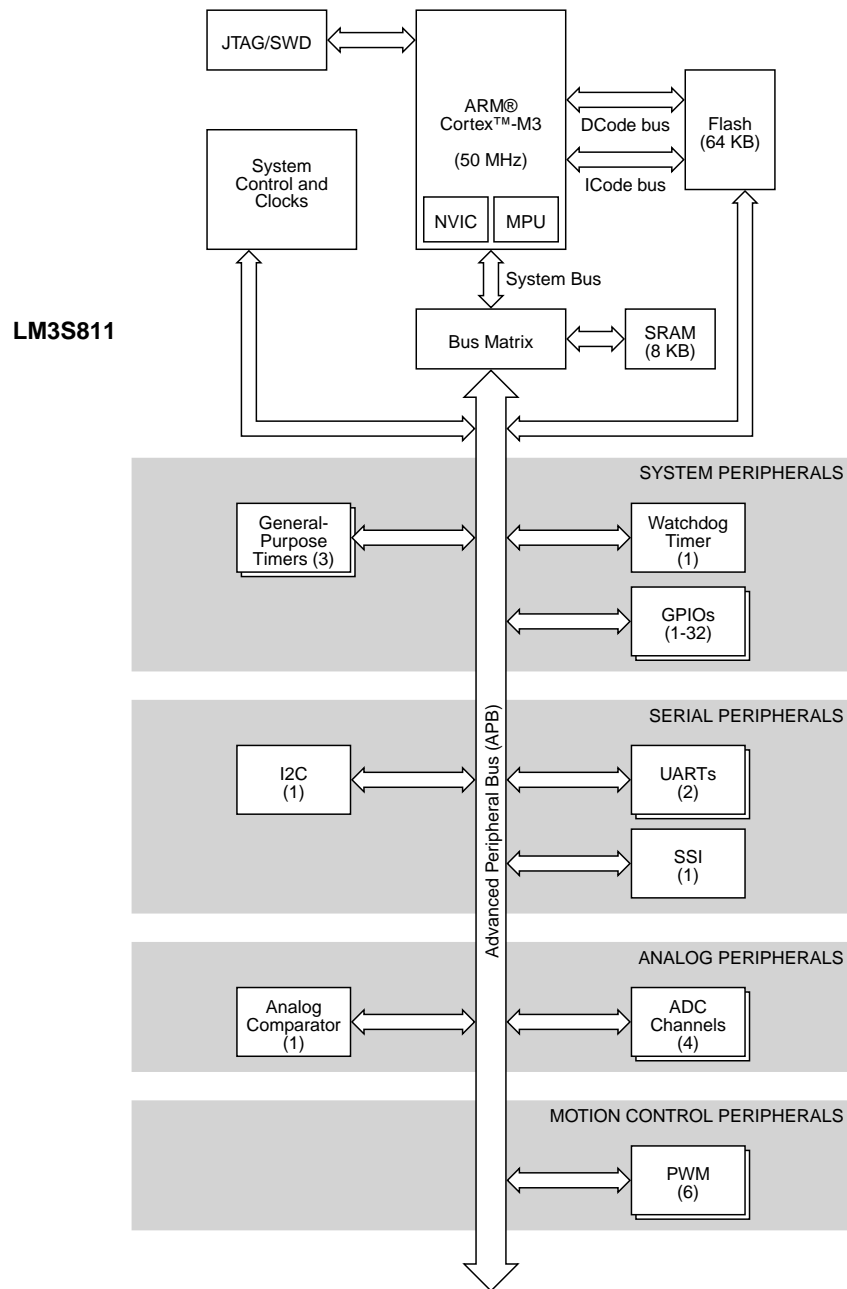 JTAG/SWD
ARM®
Cortex™-M3
(50 MHz)
NVIC
MPU
DCode bus
ICode bus
Flash
(64 KB)
System
Control and
Clocks
System Bus
LM3S811
Bus Matrix
SRAM
(8 KB)
SYSTEM PERIPHERALS
General-
Purpose
Timers (3)
Watchdog
Timer
(1)
GPIOs
(1-32)
Advanced Peripheral Bus (APB)
SERIAL PERIPHERALS
I2C
(1)
UARTs
(2)
SSI
(1)
ANALOG PERIPHERALS
Analog
Comparator
(1)
ADC
Channels
(4)
MOTION CONTROL PERIPHERALS
PWM
(6)